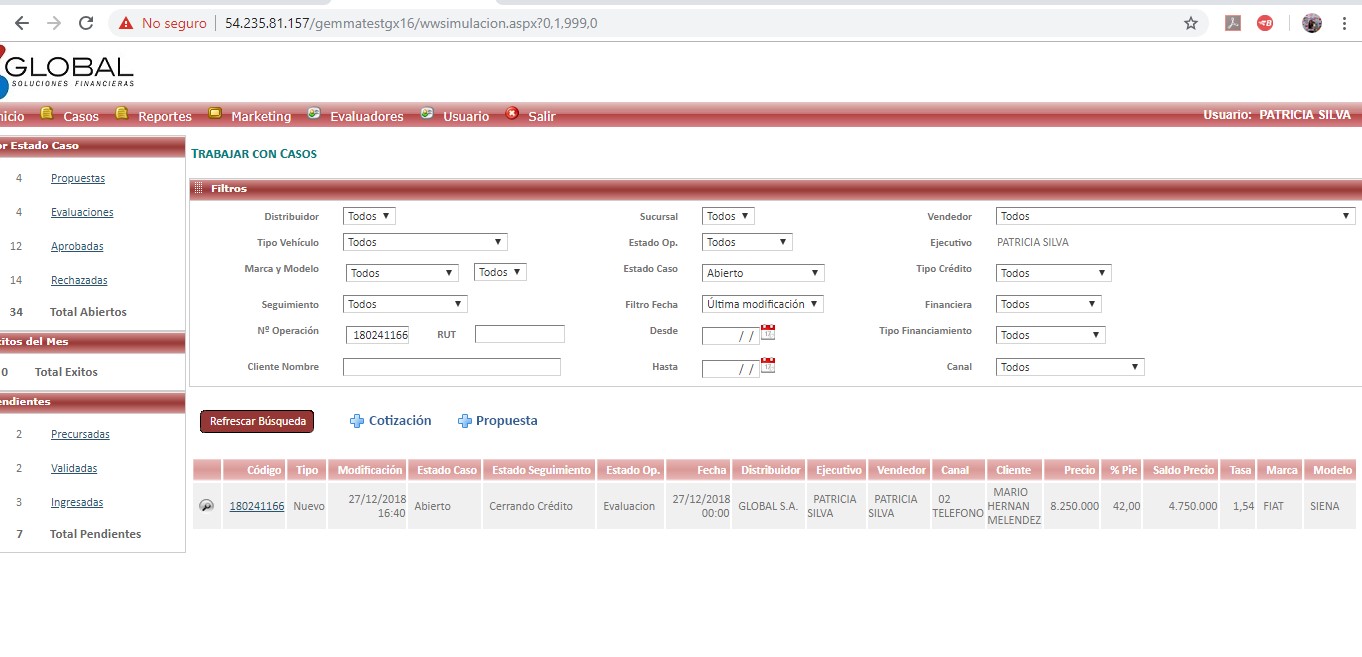 No seguro
54.235.81.157/gemmatestgx16/wwsimulacion.aspx?0,1,999,0
GLOBAL
SOLUCIONES FINANCIERAS
nicio Casos Reportes Marketing Evaluadores Usuario Salir Usuario: PATRICIA SILVA
or Estado Caso
4 Propuestas
4 Evaluaciones
12 Aprobadas
14 Rechazadas
34 Total Abiertos
itos del Mes
0 Total Exitos
endientes
2 Precursadas
2 Validadas
3 Ingresadas
7 Total Pendientes
TRABAJAR CON CASOS
Filtros
Distribuidor Todos Sucursal Todos Vendedor Todos
Tipo Vehículo Todos Estado Op. Todos Ejecutivo PATRICIA SILVA
Marca y Modelo Todos Todos Estado Caso Abierto Tipo Crédito Todos
Seguimiento Todos Filtro Fecha Última modificación Financiera Todos
Nº Operación 180241166 RUT Desde / / Tipo Financiamiento Todos
Cliente Nombre Hasta / / Canal Todos
Refrescar Búsqueda Cotización Propuesta
Código Tipo Modificación Estado Caso Estado Seguimiento Estado Op. Fecha Distribuidor Ejecutivo Vendedor Canal Cliente Precio % Pie Saldo Precio Tasa Marca Modelo
180241166 Nuevo 27/12/2018 16:40 Abierto Cerrando Crédito Evaluacion 27/12/2018 00:00 GLOBAL S.A. PATRICIA SILVA PATRICIA SILVA 02 TELEFONO MARIO HERNAN MELENDEZ 8.250.000 42,00 4.750.000 1,54 FIAT SIENA